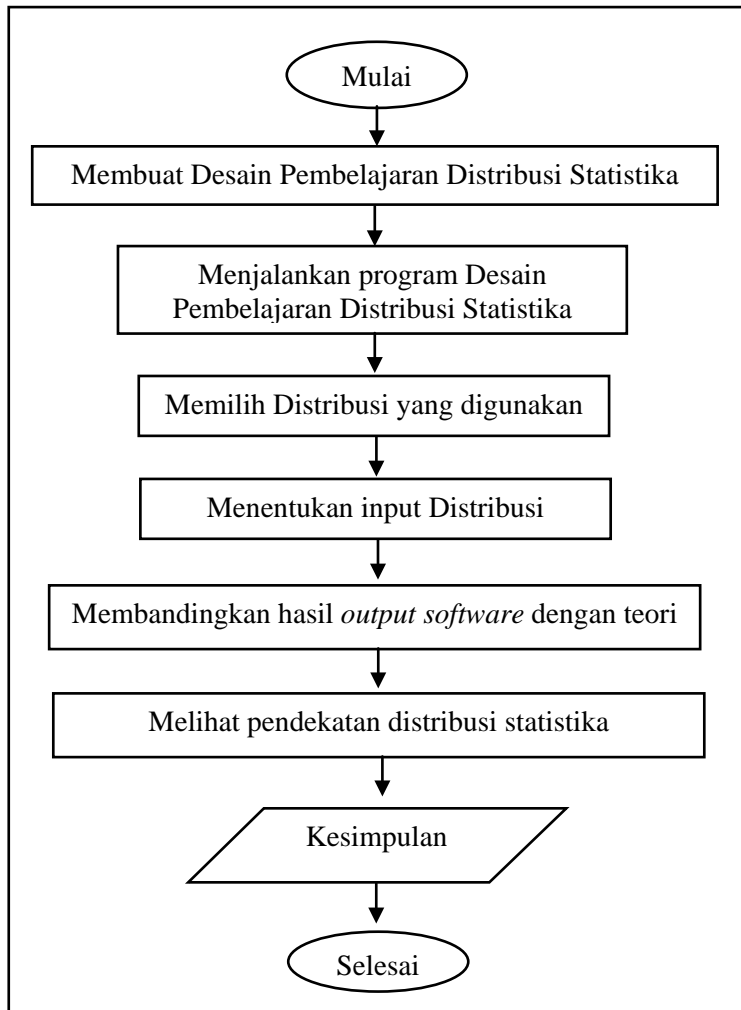 Mulai
Membuat Desain Pembelajaran Distribusi Statistika
Menjalankan program Desain
Pembelajaran Distribusi Statistika
Memilih Distribusi yang digunakan
Menentukan input Distribusi
Membandingkan hasil output software dengan teori
Melihat pendekatan distribusi statistika
Kesimpulan
Selesai